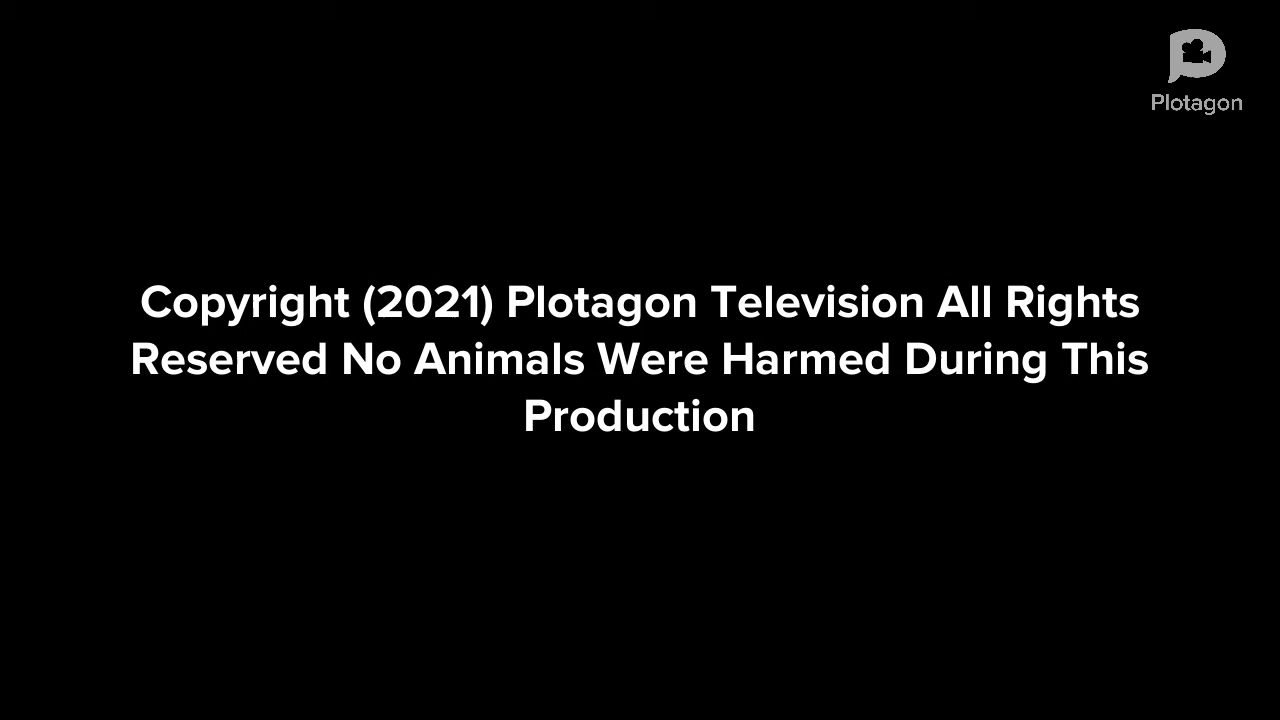 Plotagon
Copyright (2021) Plotagon Television All Rights
Reserved No Animals Were Harmed During This
Production